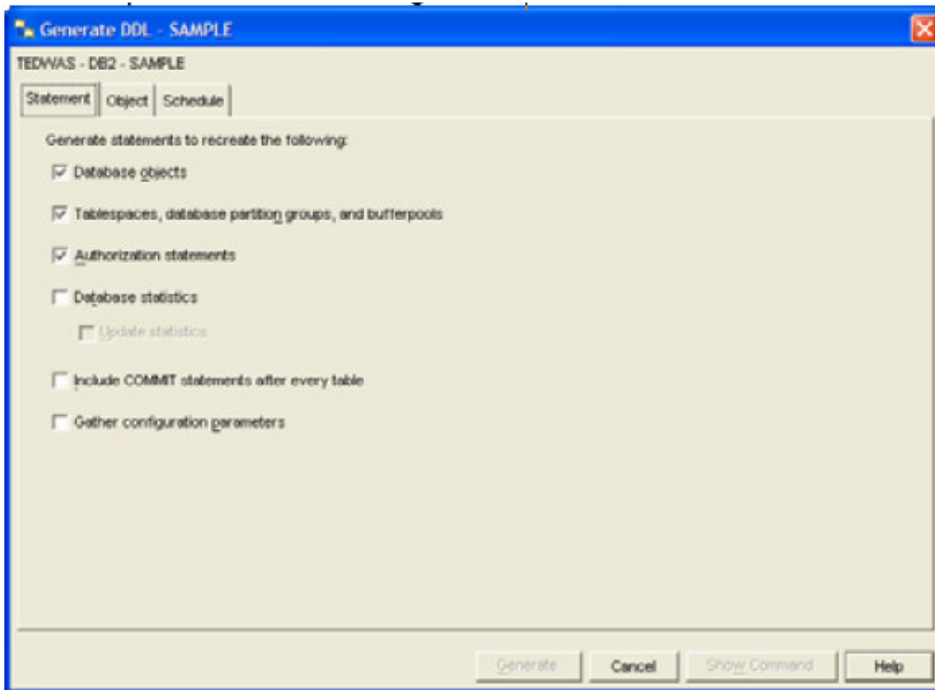 Generate DDL - SAMPLE
TEDWAS - DB2 - SAMPLE
Statement Object Schedule
Generate statements to recreate the following:
Database objects
Tablespaces, database partition groups, and bufferpools
Authorization statements
Database statistics
Update statistics
Include COMMIT statements after every table
Gather configuration parameters
Generate Cancel Show Command Help